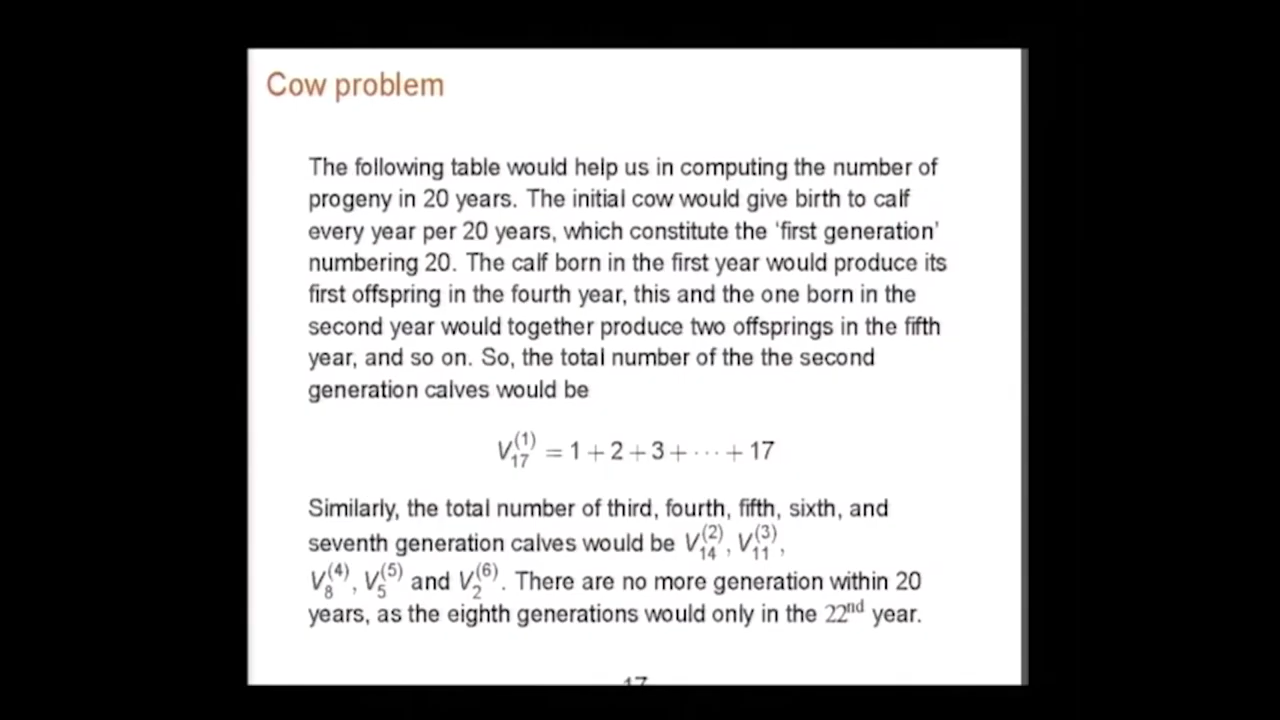 Cow problem
The following table would help us in computing the number of
progeny in 20 years. The initial cow would give birth to calf
every year per 20 years, which constitute the 'first generation'
numbering 20. The calf born in the first year would produce its
first offspring in the fourth year, this and the one born in the
second year would together produce two offsprings in the fifth
year, and so on. So, the total number of the the second
generation calves would be
V_{17}^{(1)} = 1 + 2 + 3 + ··· + 17
Similarly, the total number of third, fourth, fifth, sixth, and
seventh generation calves would be V_{14}^{(2)}, V_{11}^{(3)},
V_{8}^{(4)}, V_{5}^{(5)} and V_{2}^{(6)}. There are no more generation within 20
years, as the eighth generations would only in the 22nd year.